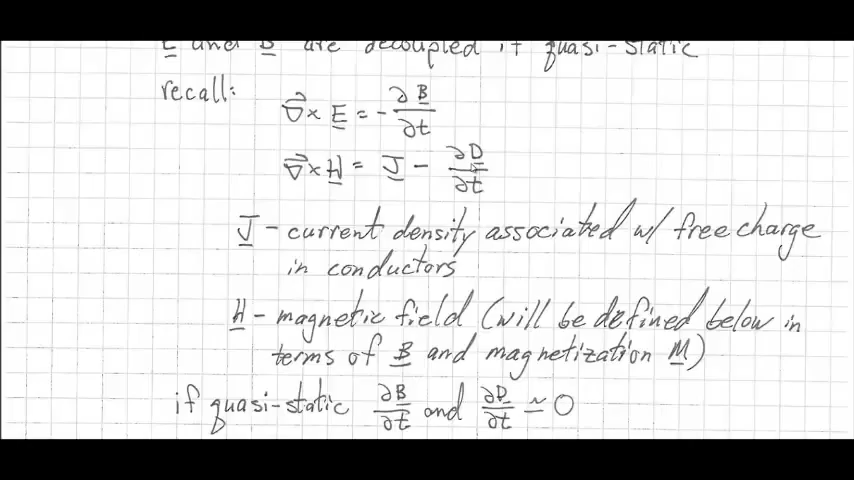 E and B are decoupled if quasi-static
recall:
∇⃗ × E = - ∂B/∂t
∇⃗ × H = J - ∂D/∂t
J - current density associated w/ free charge
in conductors
H - magnetic field (will be defined below in
terms of B and magnetization M)
if quasi-static ∂B/∂t and ∂D/∂t ≃ 0